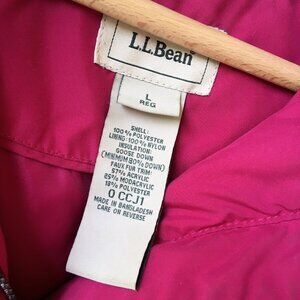 L.L.Bean
L
REG
SHELL:
100% POLYESTER
LINING: 100% NYLON
INSULATION:
GOOSE DOWN
(MINIMUM 80% DOWN)
FAUX FUR TRIM:
57% ACRYLIC
25% MODACRYLIC
18% POLYESTER
0 CCJ1
MADE IN BANGLADESH
CARE ON REVERSE